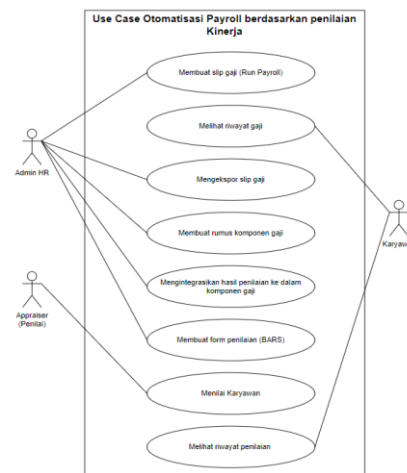 Use Case Otomatisasi Payroll berdasarkan penilaian
Kinerja
Membuat slip gaji (Run Payroll)
Melihat riwayat gaji
Admin HR
Mengekspor slip gaji
Karyaw
Membuat rumus komponen gaji
Mengintegrasikan hasil penilaian ke dalam
komponen gaji
Appraiser
(Penilai)
Membuat form penilaian (BARS)
Menilai Karyawan
Melihat riwayat penilaian